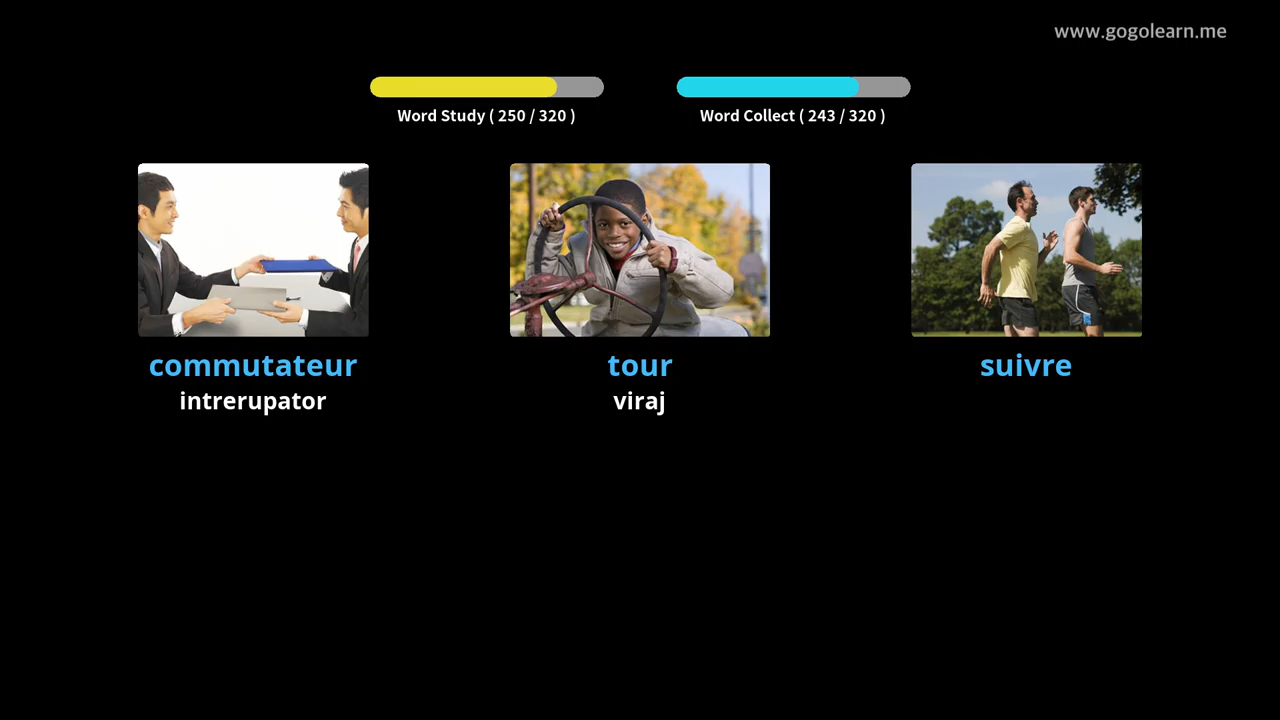 www.gogolearn.me
Word Study ( 250 / 320 )
Word Collect ( 243 / 320 )
commutateur
intrerupator
tour
viraj
suivre